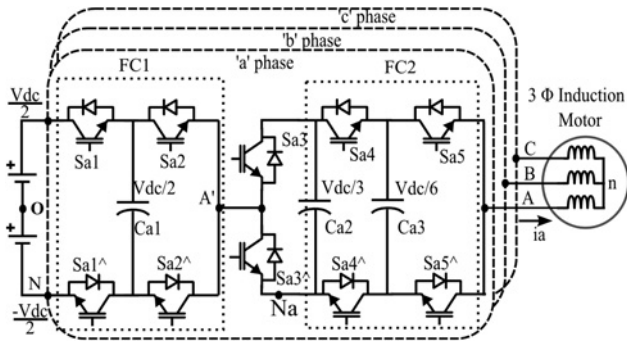 'c' phase
'b' phase
'a' phase
FC1
FC2
Vdc
2
Sa1
Sa2
Sa3
Sa4
Sa5
3 Φ Induction
Motor
C
B
A
n
ia
+
O
+
Vdc/2
Ca1
A'
Vdc/3
Ca2
Vdc/6
Ca3
N
-Vdc
2
Sa1^
Sa2^
Sa3^
Na
Sa4^
Sa5^